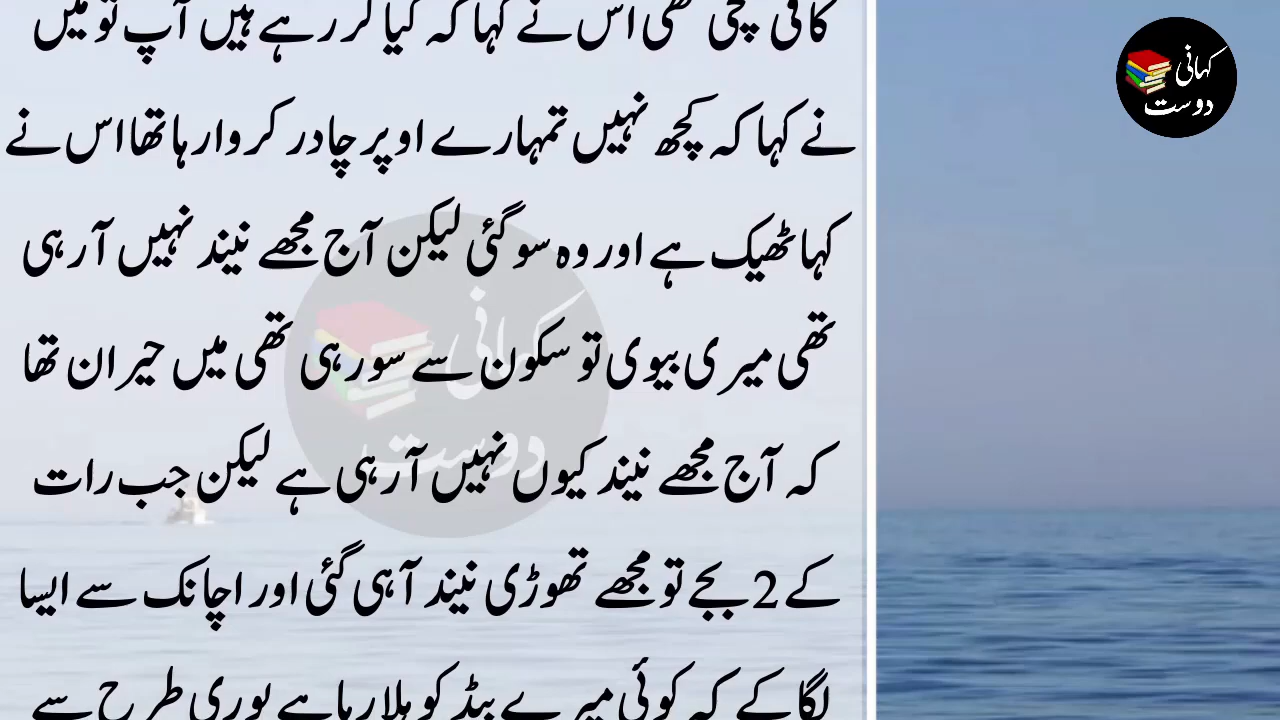 کافی تھی اس نے کہا کہ کیا کر رہے ہیں آپ تو میں
نے کہا کہ کچھ نہیں تمہارے اوپر چادر کروا رہا تھا اس نے
کہا ٹھیک ہے اور وہ سو گئی لیکن آج مجھے نیند نہیں آ رہی
تھی میری بیوی تو سکون سے سو رہی تھی میں حیران تھا
کہ آج مجھے نیند کیوں نہیں آ رہی ہے لیکن جب رات
کے 2 بجے تو مجھے تھوڑی نیند آ ہی گئی اور اچانک سے ایسا
لگا کے کہ کوئی میرے بیڈ کو ہلا رہا ہے پوری طرح سے
کہانی
دوست
کہانی
دوست